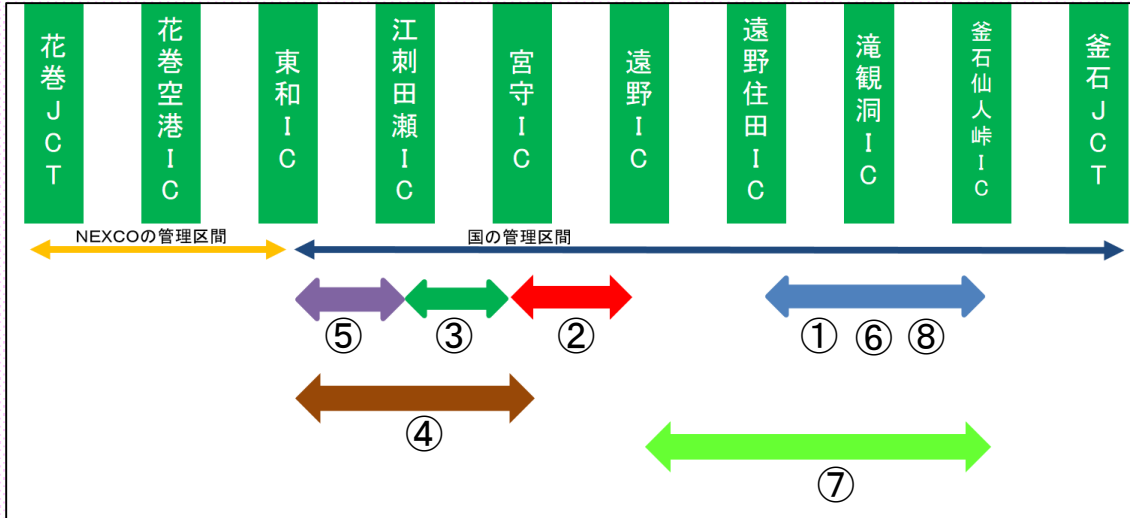 花巻JCT
花巻空港IC
東和IC
江刺田瀬IC
宮守IC
遠野IC
遠野住田IC
滝観洞IC
釜石仙人峠IC
釜石JCT
NEXCOの管理区間
国の管理区間
⑤
③
②
① ⑥ ⑧
④
⑦